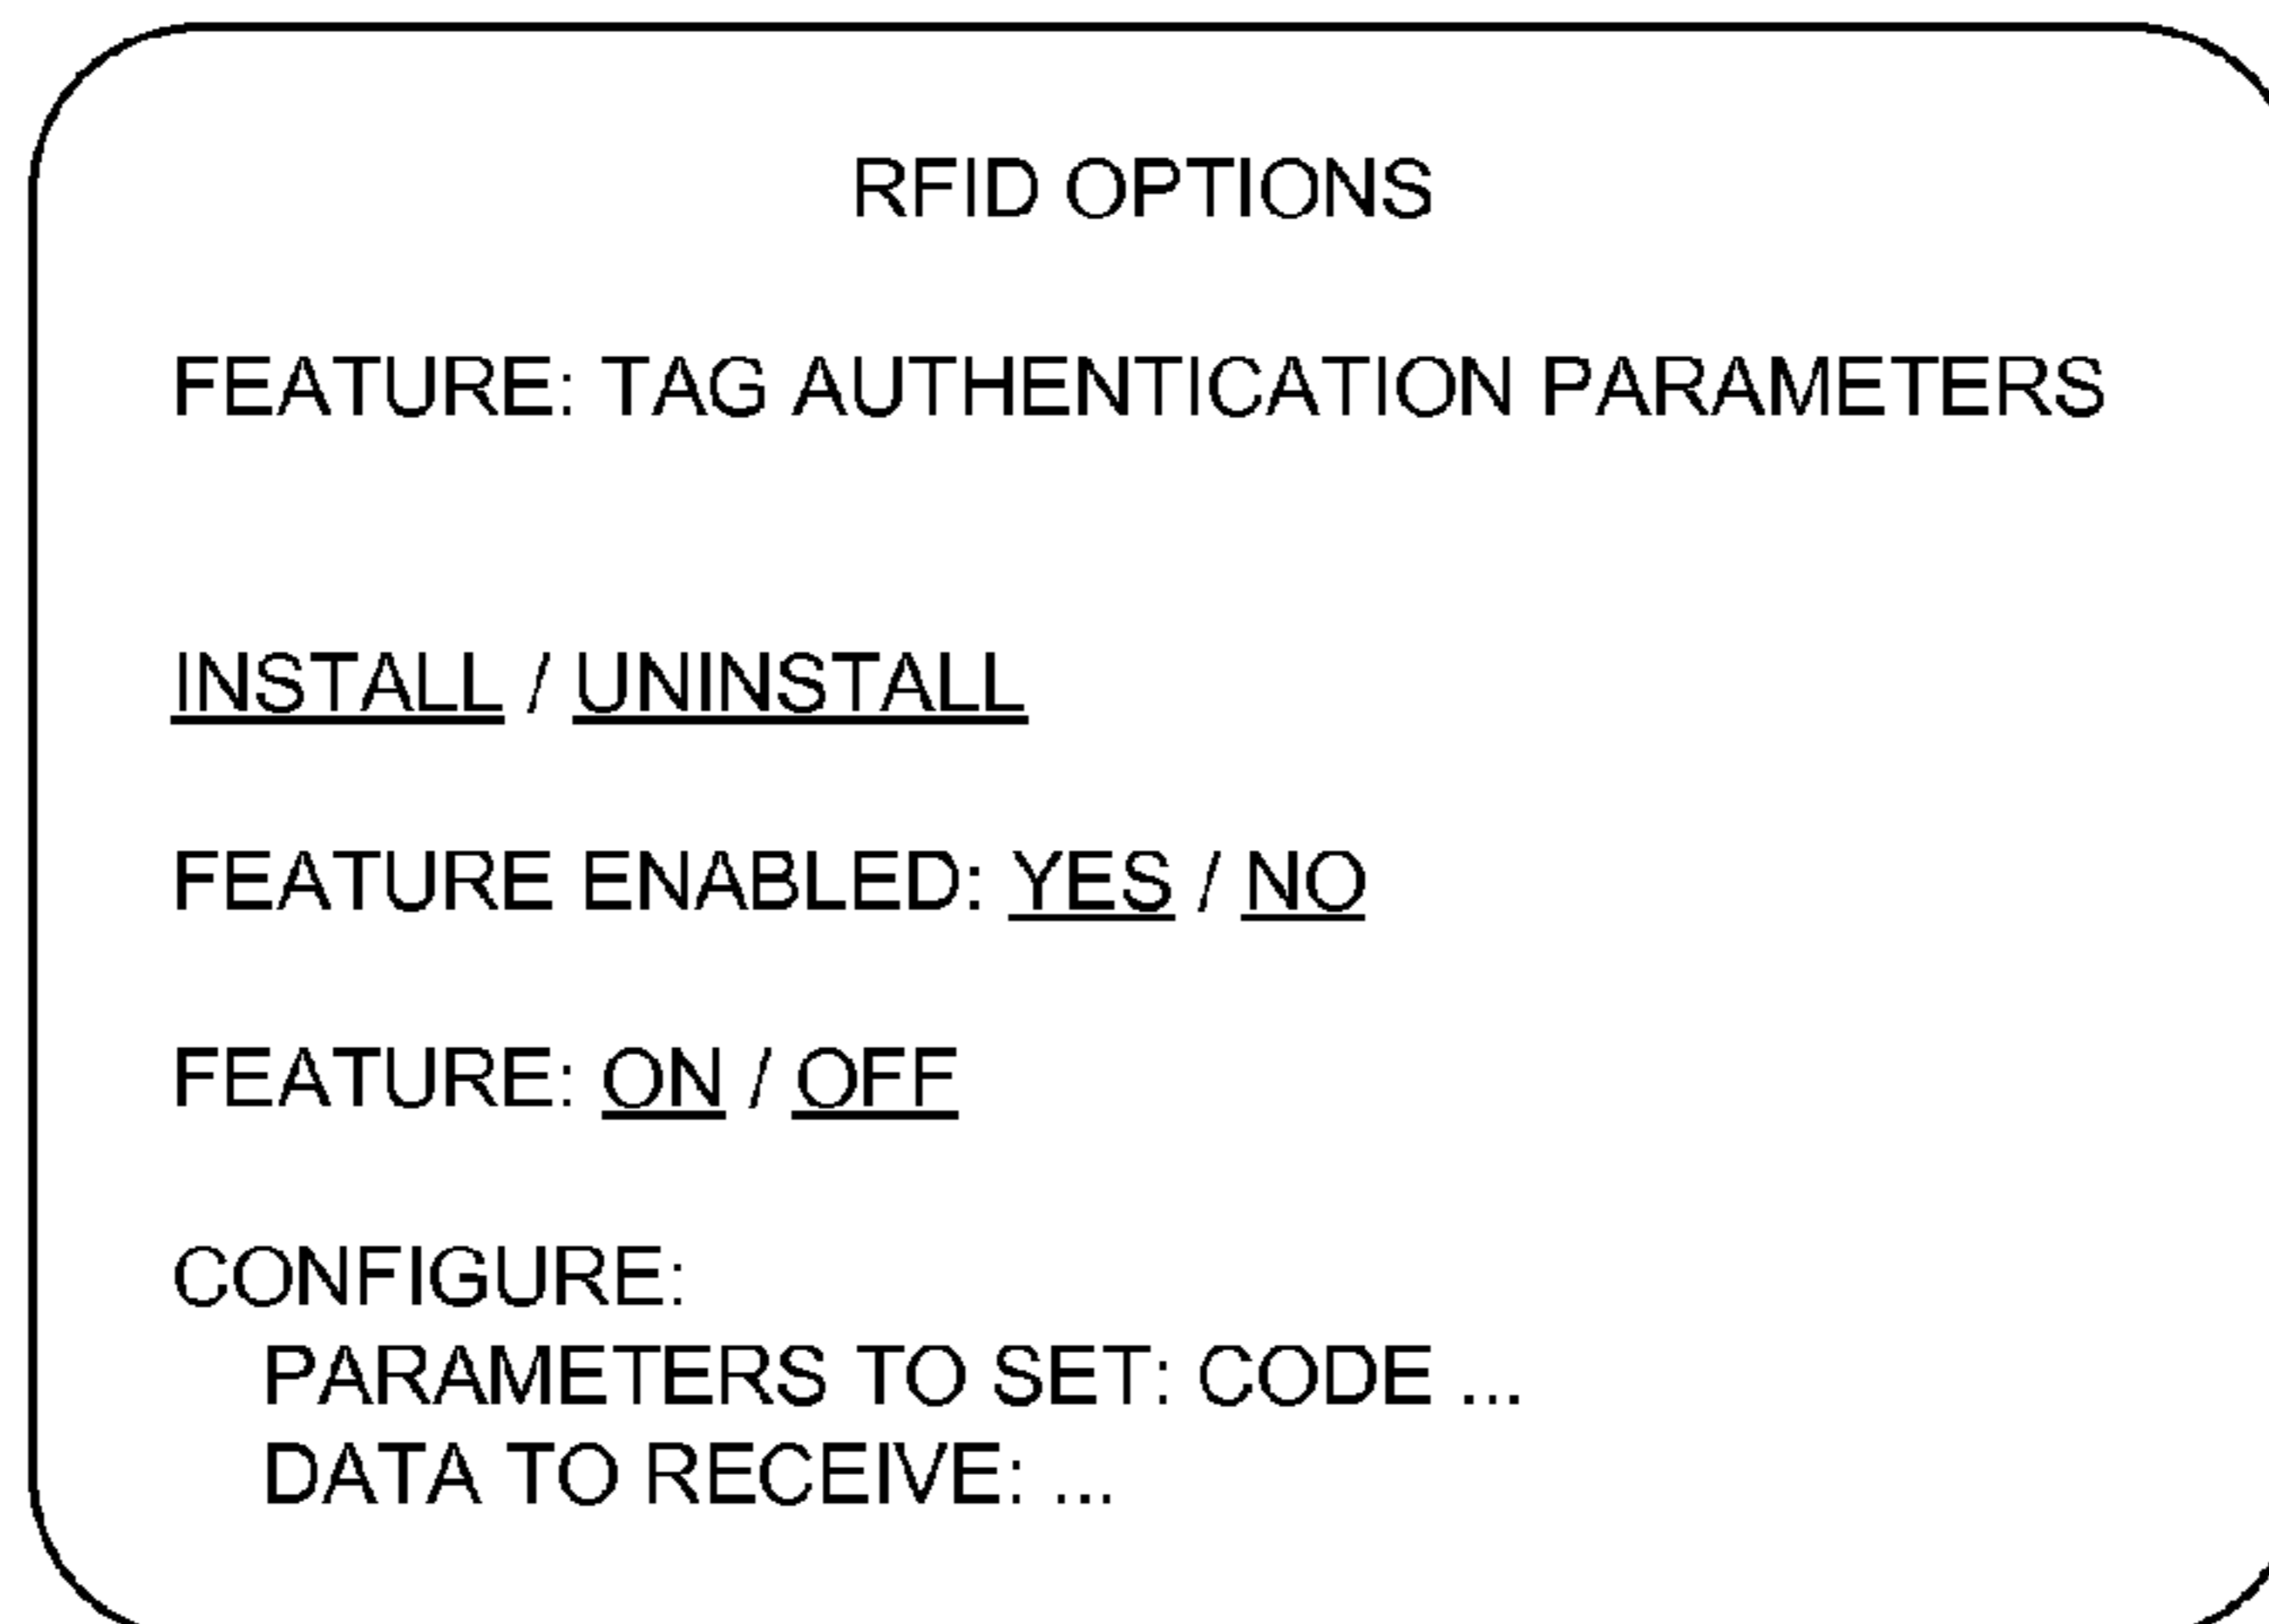 RFID OPTIONS
FEATURE: TAG AUTHENTICATION PARAMETERS
INSTALL / UNINSTALL
FEATURE ENABLED: YES / NO
FEATURE: ON / OFF
CONFIGURE:
PARAMETERS TO SET: CODE ...
DATA TO RECEIVE: ...